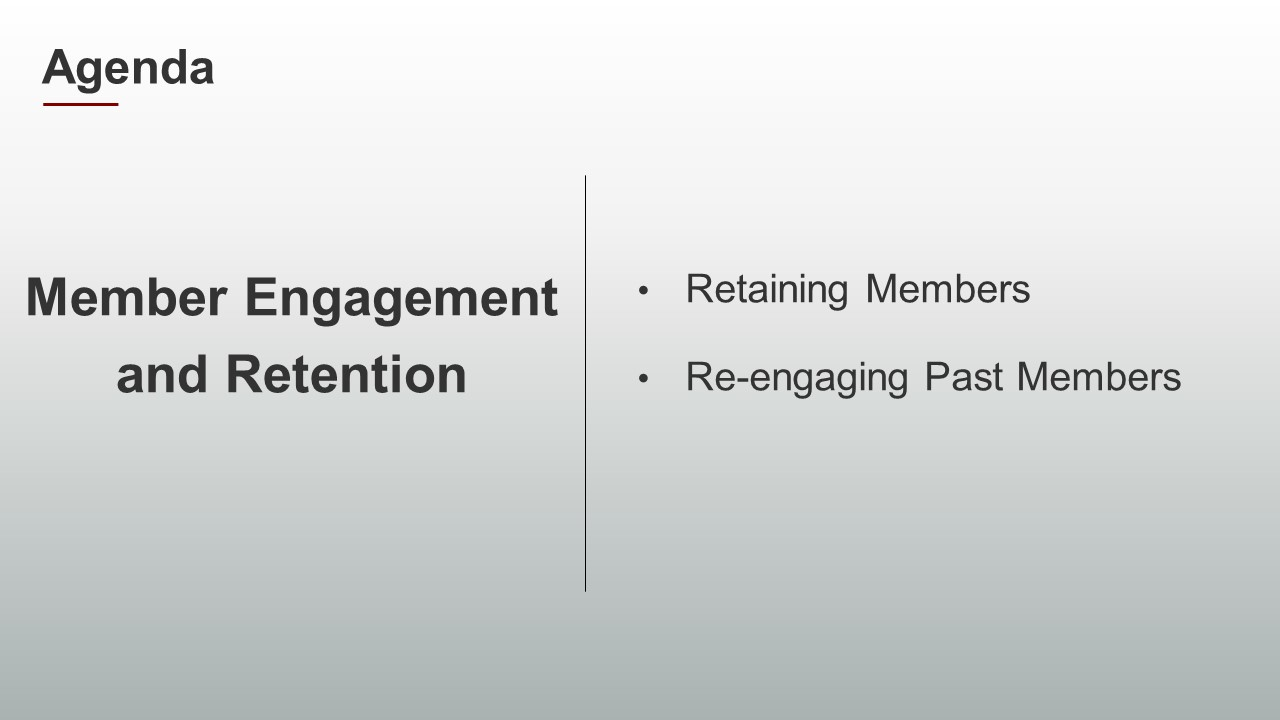 Agenda
Member Engagement
and Retention
• Retaining Members
• Re-engaging Past Members